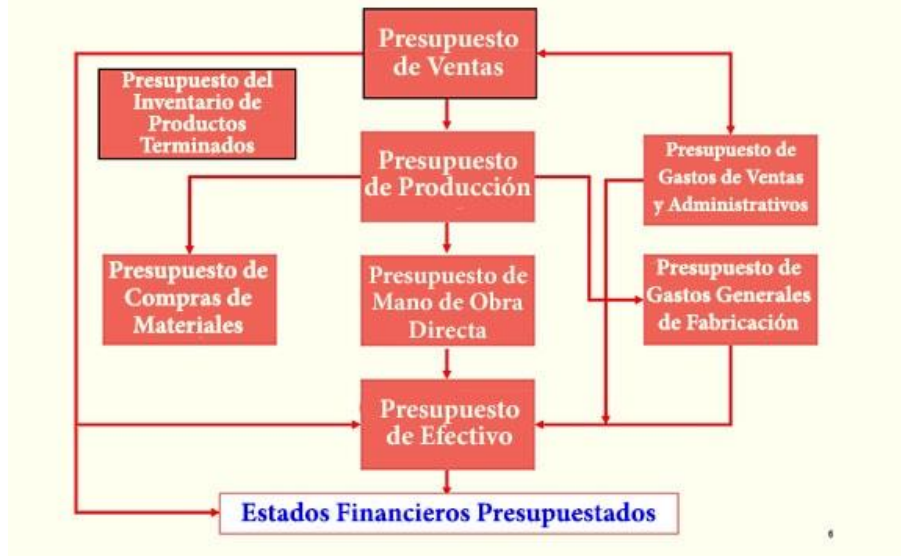 Presupuesto
de Ventas
Presupuesto del
Inventario de
Productos
Terminados
Presupuesto
de Producción
Presupuesto de
Gastos de Ventas
y Administrativos
Presupuesto de
Compras de
Materiales
Presupuesto de
Mano de Obra
Directa
Presupuesto de
Gastos Generales
de Fabricación
Presupuesto
de Efectivo
Estados Financieros Presupuestados
6